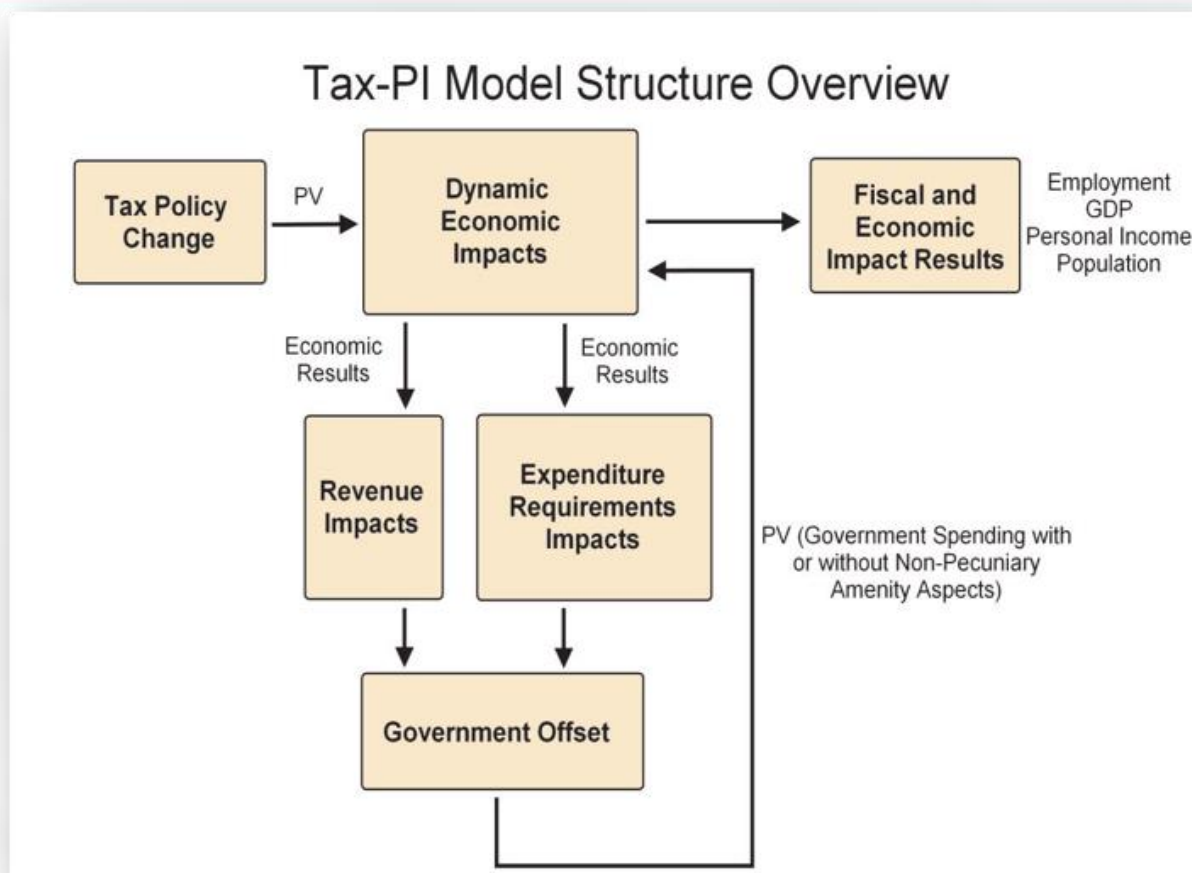 Tax-PI Model Structure Overview
Tax Policy
Change
PV
Dynamic
Economic
Impacts
Fiscal and
Economic
Impact Results
Employment
GDP
Personal Income
Population
Economic
Results
Economic
Results
Revenue
Impacts
Expenditure
Requirements
Impacts
PV (Government Spending with
or without Non-Pecuniary
Amenity Aspects)
Government Offset